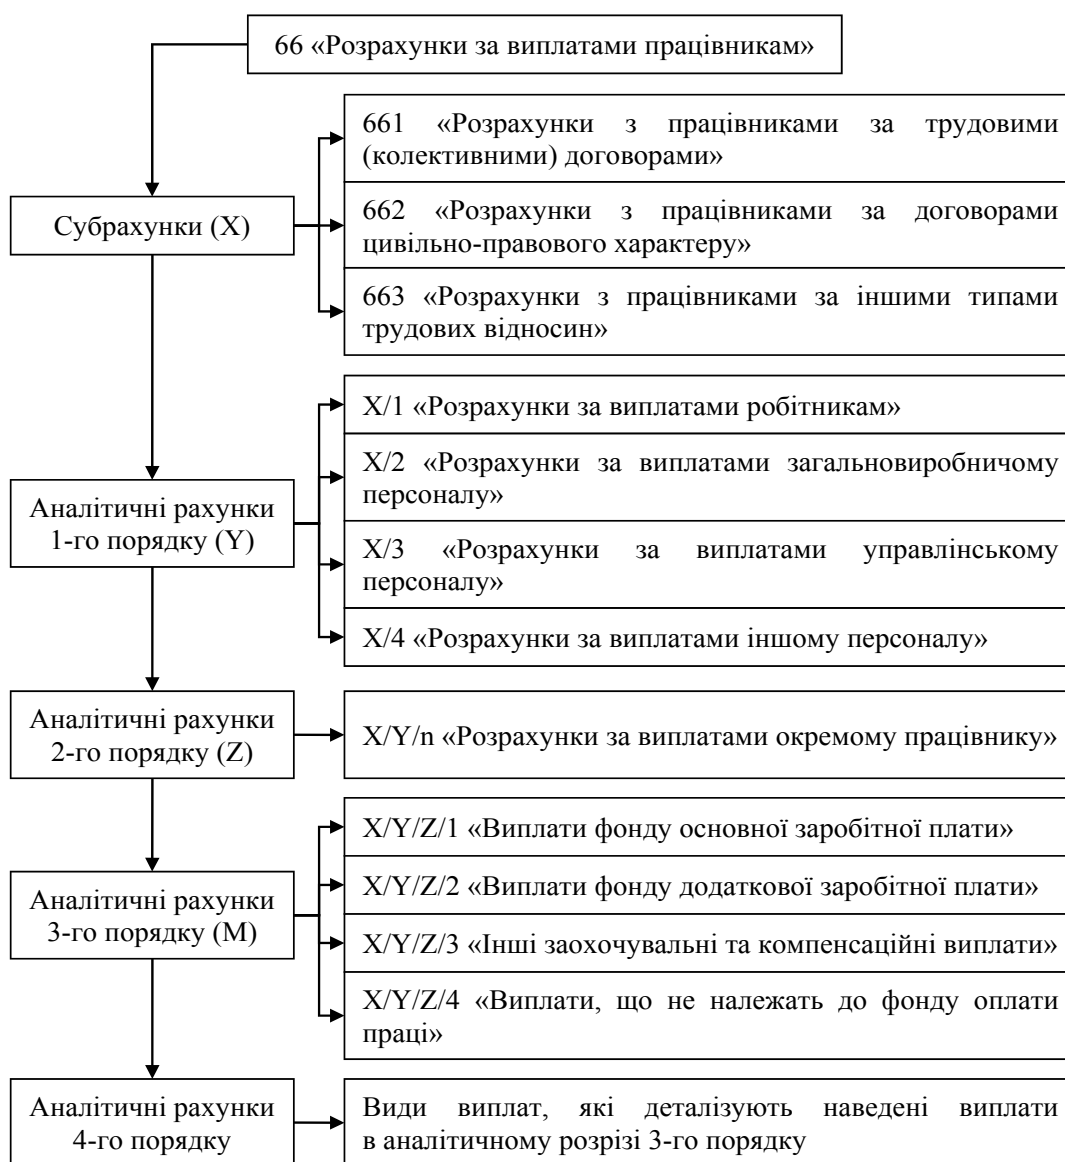 66 «Розрахунки за виплатами працівникам»
Субрахунки (X)
661 «Розрахунки з працівниками за трудовими
(колективними) договорами»
662 «Розрахунки з працівниками за договорами
цивільно-правового характеру»
663 «Розрахунки з працівниками за іншими типами
трудових відносин»
Аналітичні рахунки
1-го порядку (Y)
X/1 «Розрахунки за виплатами робітникам»
X/2 «Розрахунки за виплатами загальновиробничому
персоналу»
X/3 «Розрахунки за виплатами управлінському
персоналу»
X/4 «Розрахунки за виплатами іншому персоналу»
Аналітичні рахунки
2-го порядку (Z)
X/Y/n «Розрахунки за виплатами окремому працівнику»
Аналітичні рахунки
3-го порядку (M)
X/Y/Z/1 «Виплати фонду основної заробітної плати»
X/Y/Z/2 «Виплати фонду додаткової заробітної плати»
X/Y/Z/3 «Інші заохочувальні та компенсаційні виплати»
X/Y/Z/4 «Виплати, що не належать до фонду оплати
праці»
Аналітичні рахунки
4-го порядку
Види виплат, які деталізують наведені виплати
в аналітичному розрізі 3-го порядку